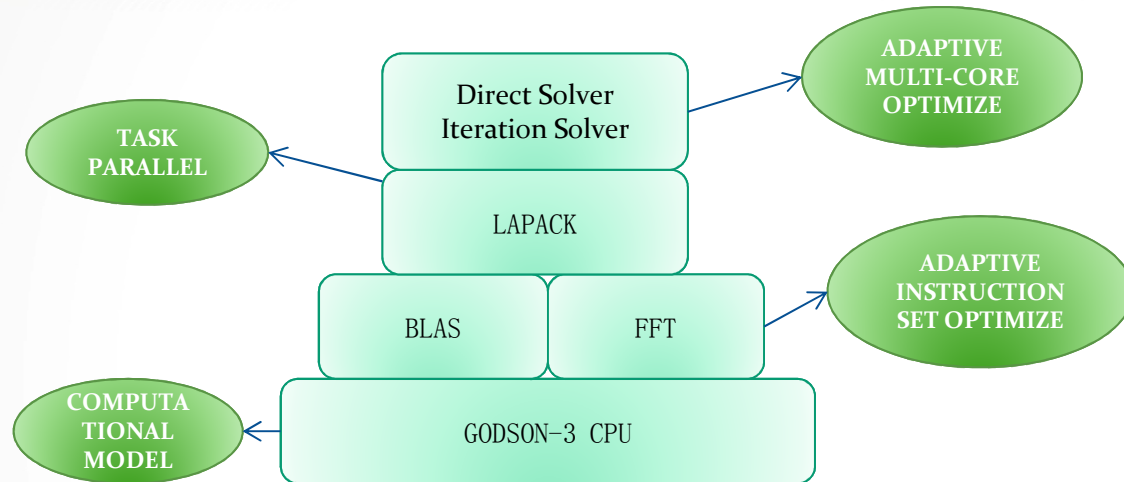 Direct Solver
Iteration Solver
ADAPTIVE
MULTI-CORE
OPTIMIZE
TASK
PARALLEL
LAPACK
BLAS
FFT
ADAPTIVE
INSTRUCTION
SET OPTIMIZE
COMPUTA
TIONAL
MODEL
GODSON-3 CPU